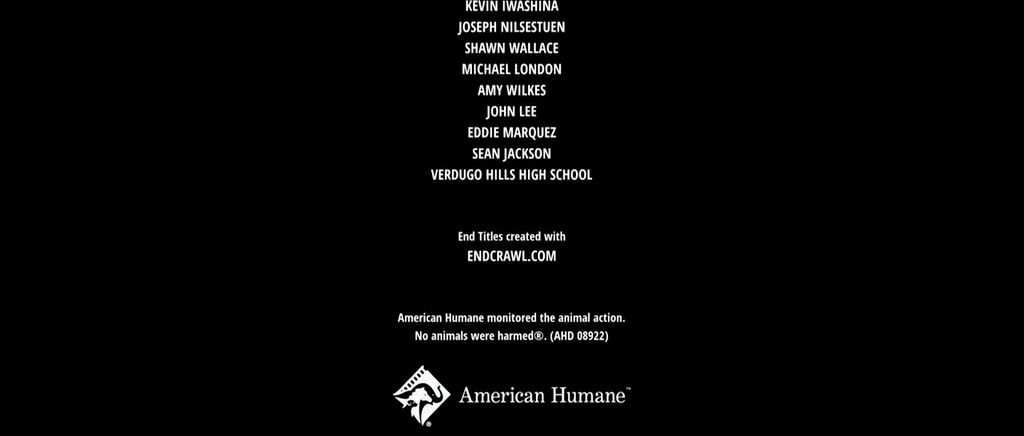 KEVIN IWASHINA
JOSEPH NILSESTUEN
SHAWN WALLACE
MICHAEL LONDON
AMY WILKES
JOHN LEE
EDDIE MARQUEZ
SEAN JACKSON
VERDUGO HILLS HIGH SCHOOL
End Titles created with
ENDCRAWL.COM
American Humane monitored the animal action.
No animals were harmed®. (AHD 08922)
American Humane™
®